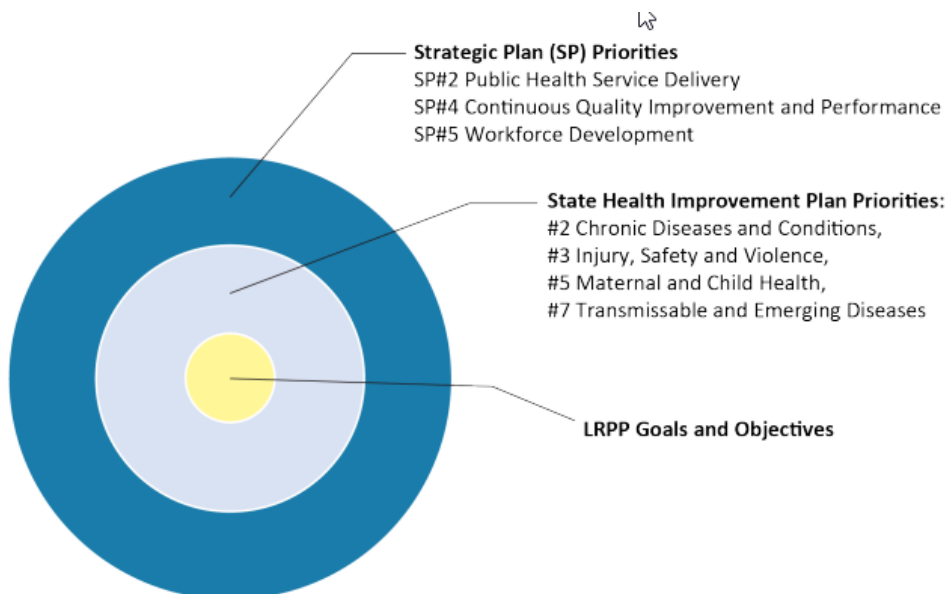 Strategic Plan (SP) Priorities
SP#2 Public Health Service Delivery
SP#4 Continuous Quality Improvement and Performance
SP#5 Workforce Development
State Health Improvement Plan Priorities:
#2 Chronic Diseases and Conditions,
#3 Injury, Safety and Violence,
#5 Maternal and Child Health,
#7 Transmissable and Emerging Diseases
LRPP Goals and Objectives